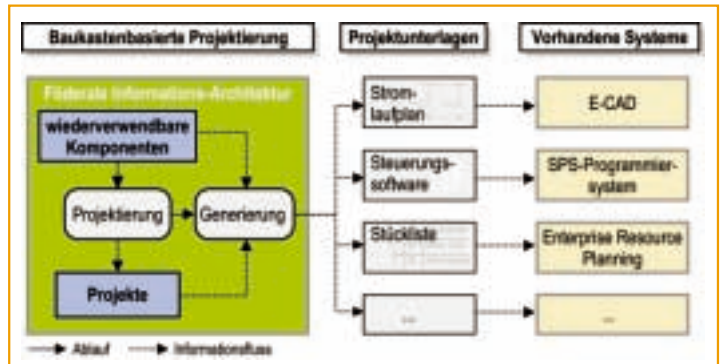 Baukastenbasierte Projektierung
Projektunterlagen
Vorhandene Systeme
Föderale Informations-Architektur
wiederverwendbare
Komponenten
Projektierung
Generierung
Projekte
Strom-
laufplan
Steuerungs-
software
Stückliste
...
E-CAD
SPS-Programmier-
system
Enterprise Resource
Planning
...
Ablauf
Informationsfluss